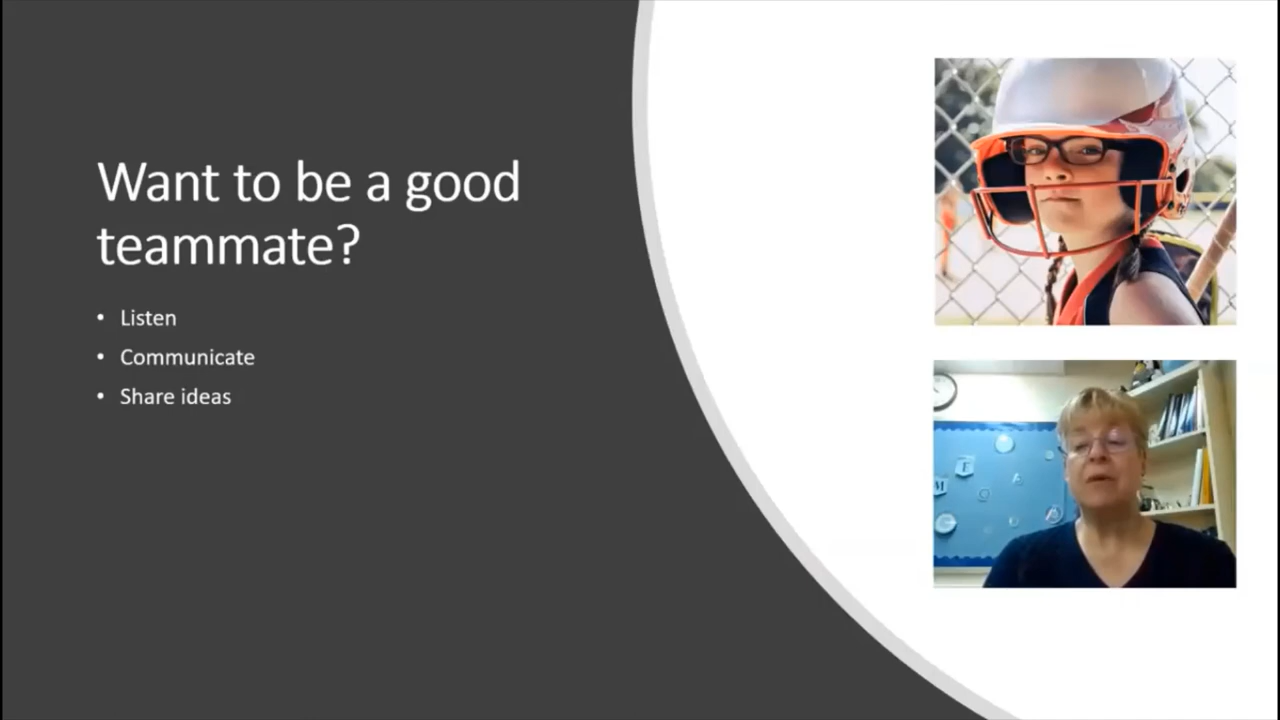 Want to be a good
teammate?
• Listen
• Communicate
• Share ideas